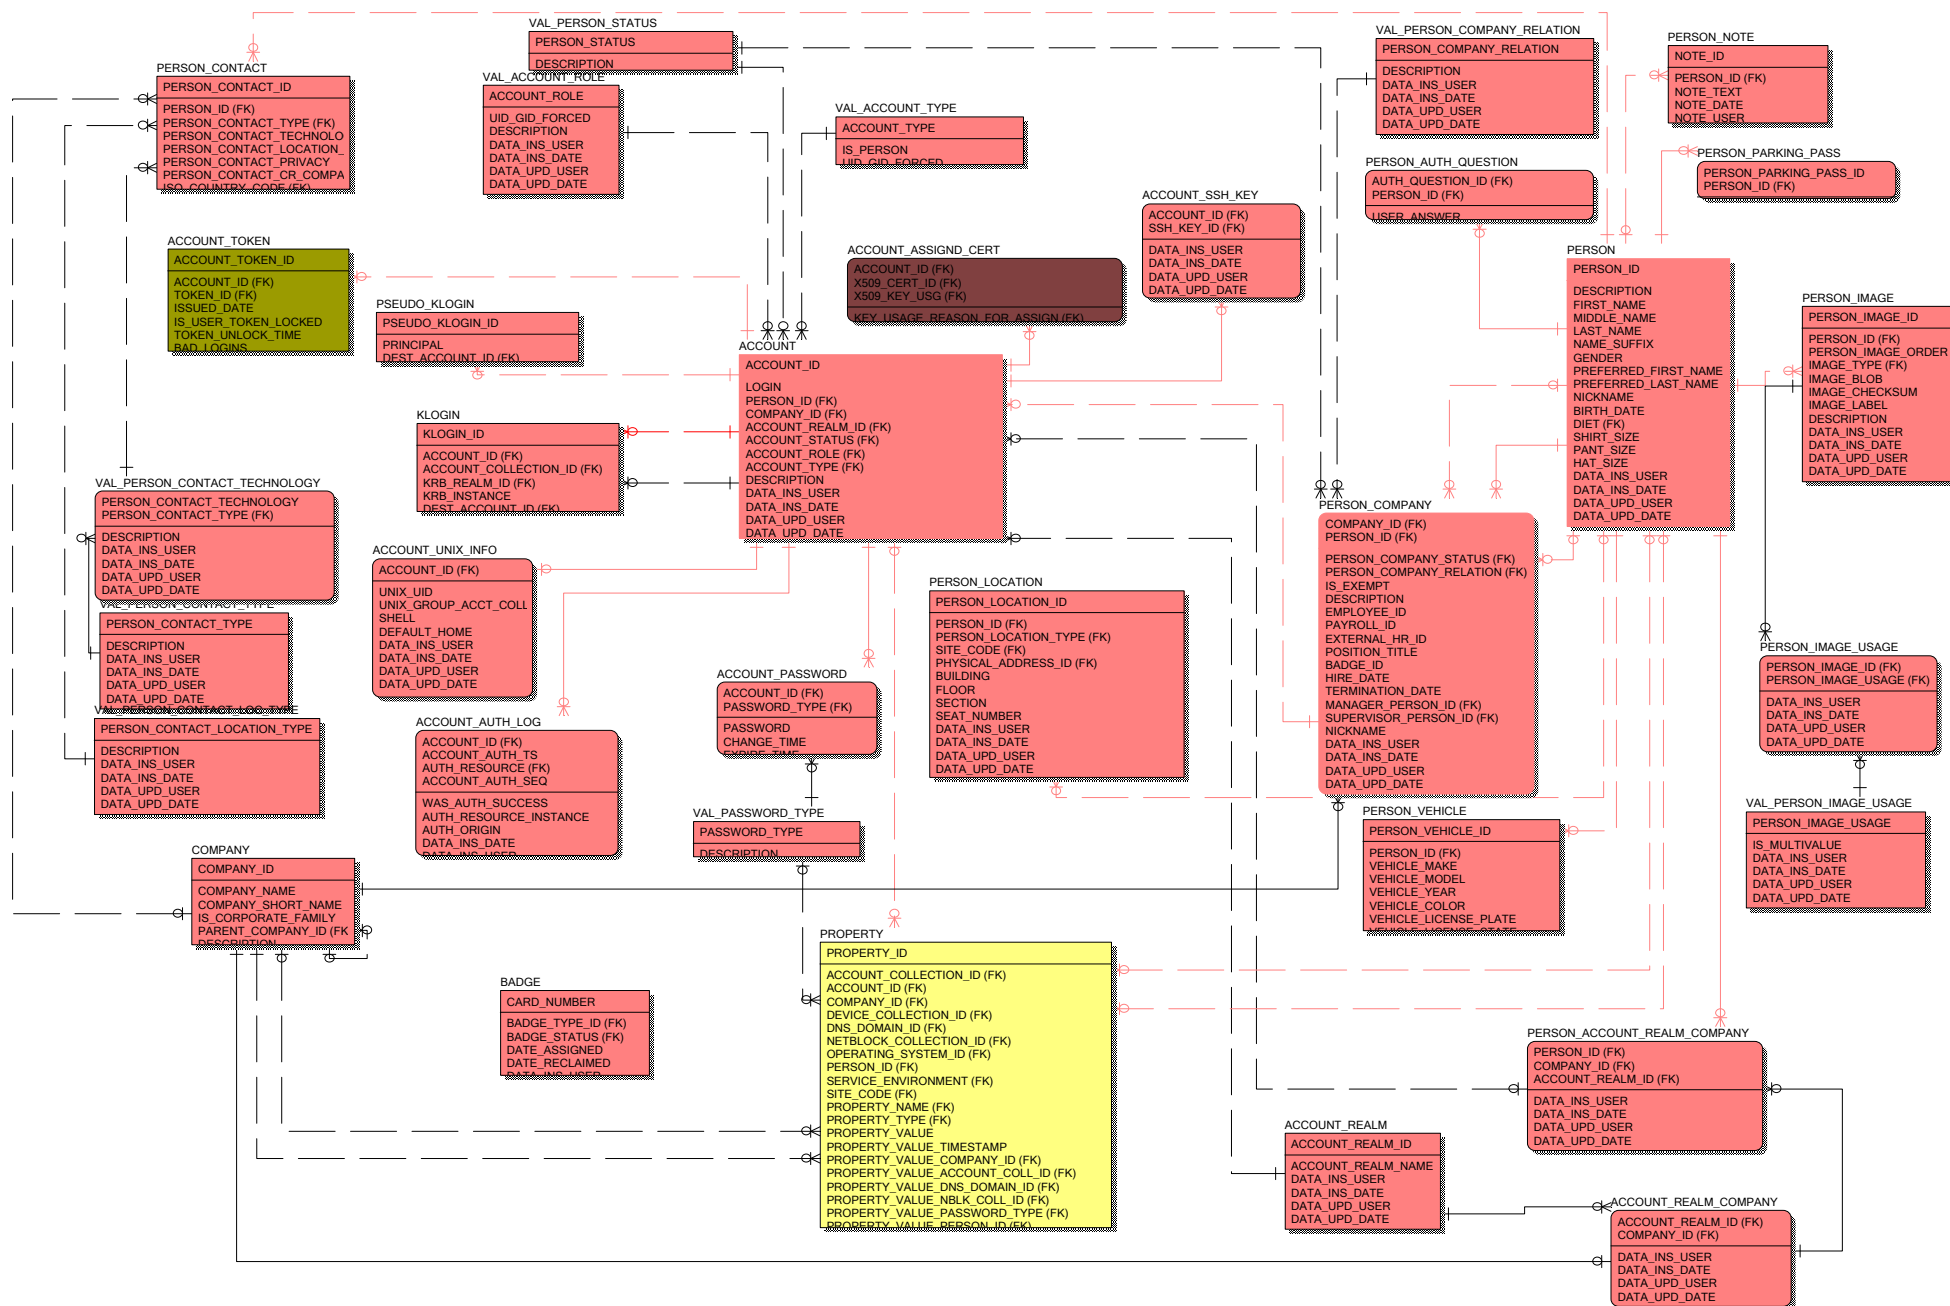 VAL_PERSON_STATUS
PERSON_STATUS
DESCRIPTION
VAL_PERSON_COMPANY_RELATION
PERSON_COMPANY_RELATION
DESCRIPTION
DATA_INS_USER
DATA_INS_DATE
DATA_UPD_USER
DATA_UPD_DATE
PERSON_NOTE
NOTE_ID
PERSON_ID (FK)
NOTE_TEXT
NOTE_DATE
NOTE_USER
PERSON_CONTACT
PERSON_CONTACT_ID
PERSON_ID (FK)
PERSON_CONTACT_TYPE (FK)
PERSON_CONTACT_TECHNOLO
PERSON_CONTACT_LOCATION_
PERSON_CONTACT_PRIVACY
PERSON_CONTACT_CR_COMPA
ISO_COUNTRY_CODE (FK)
VAL_ACCOUNT_ROLE
ACCOUNT_ROLE
UID_GID_FORCED
DESCRIPTION
DATA_INS_USER
DATA_INS_DATE
DATA_UPD_USER
DATA_UPD_DATE
VAL_ACCOUNT_TYPE
ACCOUNT_TYPE
IS_PERSON
UID_GID_FORCED
PERSON_AUTH_QUESTION
AUTH_QUESTION_ID (FK)
PERSON_ID (FK)
USER_ANSWER
PERSON_PARKING_PASS
PERSON_PARKING_PASS_ID
PERSON_ID (FK)
ACCOUNT_SSH_KEY
ACCOUNT_ID (FK)
SSH_KEY_ID (FK)
DATA_INS_USER
DATA_INS_DATE
DATA_UPD_USER
DATA_UPD_DATE
ACCOUNT_TOKEN
ACCOUNT_TOKEN_ID
ACCOUNT_ID (FK)
TOKEN_ID (FK)
ISSUED_DATE
IS_USER_TOKEN_LOCKED
TOKEN_UNLOCK_TIME
BAD_LOGINS
ACCOUNT_ASSIGND_CERT
ACCOUNT_ID (FK)
X509_CERT_ID (FK)
X509_KEY_USG (FK)
KEY_USAGE_REASON_FOR_ASSIGN (FK)
PERSON
PERSON_ID
DESCRIPTION
FIRST_NAME
MIDDLE_NAME
LAST_NAME
NAME_SUFFIX
GENDER
PREFERRED_FIRST_NAME
PREFERRED_LAST_NAME
NICKNAME
BIRTH_DATE
DIET (FK)
SHIRT_SIZE
PANT_SIZE
HAT_SIZE
DATA_INS_USER
DATA_INS_DATE
DATA_UPD_USER
DATA_UPD_DATE
PERSON_IMAGE
PERSON_IMAGE_ID
PERSON_ID (FK)
PERSON_IMAGE_ORDER
IMAGE_TYPE (FK)
IMAGE_BLOB
IMAGE_CHECKSUM
IMAGE_LABEL
DESCRIPTION
DATA_INS_USER
DATA_INS_DATE
DATA_UPD_USER
DATA_UPD_DATE
PSEUDO_KLOGIN
PSEUDO_KLOGIN_ID
PRINCIPAL
DEST_ACCOUNT_ID (FK)
ACCOUNT
ACCOUNT_ID
LOGIN
PERSON_ID (FK)
COMPANY_ID (FK)
ACCOUNT_REALM_ID (FK)
ACCOUNT_STATUS (FK)
ACCOUNT_ROLE (FK)
ACCOUNT_TYPE (FK)
DESCRIPTION
DATA_INS_USER
DATA_INS_DATE
DATA_UPD_USER
DATA_UPD_DATE
KLOGIN
KLOGIN_ID
ACCOUNT_ID (FK)
ACCOUNT_COLLECTION_ID (FK)
KRB_REALM_ID (FK)
KRB_INSTANCE
DEST_ACCOUNT_ID (FK)
VAL_PERSON_CONTACT_TECHNOLOGY
PERSON_CONTACT_TECHNOLOGY
PERSON_CONTACT_TYPE (FK)
DESCRIPTION
DATA_INS_USER
DATA_INS_DATE
DATA_UPD_USER
DATA_UPD_DATE
VAL_PERSON_CONTACT_TYPE
PERSON_CONTACT_TYPE
DESCRIPTION
DATA_INS_USER
DATA_INS_DATE
DATA_UPD_USER
DATA_UPD_DATE
VAL_PERSON_CONTACT_LOC_TYPE
PERSON_CONTACT_LOCATION_TYPE
DESCRIPTION
DATA_INS_USER
DATA_INS_DATE
DATA_UPD_USER
DATA_UPD_DATE
ACCOUNT_UNIX_INFO
ACCOUNT_ID (FK)
UNIX_UID
UNIX_GROUP_ACCT_COLL
SHELL
DEFAULT_HOME
DATA_INS_USER
DATA_INS_DATE
DATA_UPD_USER
DATA_UPD_DATE
ACCOUNT_AUTH_LOG
ACCOUNT_ID (FK)
ACCOUNT_AUTH_TS
AUTH_RESOURCE (FK)
ACCOUNT_AUTH_SEQ
WAS_AUTH_SUCCESS
AUTH_RESOURCE_INSTANCE
AUTH_ORIGIN
DATA_INS_DATE
DATA_INS_USER
ACCOUNT_PASSWORD
ACCOUNT_ID (FK)
PASSWORD_TYPE (FK)
PASSWORD
CHANGE_TIME
EXPIRE_TIME
VAL_PASSWORD_TYPE
PASSWORD_TYPE
DESCRIPTION
PERSON_LOCATION
PERSON_LOCATION_ID
PERSON_ID (FK)
PERSON_LOCATION_TYPE (FK)
SITE_CODE (FK)
PHYSICAL_ADDRESS_ID (FK)
BUILDING
FLOOR
SECTION
SEAT_NUMBER
DATA_INS_USER
DATA_INS_DATE
DATA_UPD_USER
DATA_UPD_DATE
PERSON_COMPANY
COMPANY_ID (FK)
PERSON_ID (FK)
PERSON_COMPANY_STATUS (FK)
PERSON_COMPANY_RELATION (FK)
IS_EXEMPT
DESCRIPTION
EMPLOYEE_ID
PAYROLL_ID
EXTERNAL_HR_ID
POSITION_TITLE
BADGE_ID
HIRE_DATE
TERMINATION_DATE
MANAGER_PERSON_ID (FK)
SUPERVISOR_PERSON_ID (FK)
NICKNAME
DATA_INS_USER
DATA_INS_DATE
DATA_UPD_USER
DATA_UPD_DATE
PERSON_IMAGE_USAGE
PERSON_IMAGE_ID (FK)
PERSON_IMAGE_USAGE (FK)
DATA_INS_USER
DATA_INS_DATE
DATA_UPD_USER
DATA_UPD_DATE
VAL_PERSON_IMAGE_USAGE
PERSON_IMAGE_USAGE
IS_MULTIVALUE
DATA_INS_USER
DATA_INS_DATE
DATA_UPD_USER
DATA_UPD_DATE
PERSON_VEHICLE
PERSON_VEHICLE_ID
PERSON_ID (FK)
VEHICLE_MAKE
VEHICLE_MODEL
VEHICLE_YEAR
VEHICLE_COLOR
VEHICLE_LICENSE_PLATE
VEHICLE_LICENSE_STATE
COMPANY
COMPANY_ID
COMPANY_NAME
COMPANY_SHORT_NAME
IS_CORPORATE_FAMILY
PARENT_COMPANY_ID (FK
DESCRIPTION
BADGE
CARD_NUMBER
BADGE_TYPE_ID (FK)
BADGE_STATUS (FK)
DATE_ASSIGNED
DATE_RECLAIMED
DATA_INS_USER
PROPERTY
PROPERTY_ID
ACCOUNT_COLLECTION_ID (FK)
ACCOUNT_ID (FK)
COMPANY_ID (FK)
DEVICE_COLLECTION_ID (FK)
DNS_DOMAIN_ID (FK)
NETBLOCK_COLLECTION_ID (FK)
OPERATING_SYSTEM_ID (FK)
PERSON_ID (FK)
SERVICE_ENVIRONMENT (FK)
SITE_CODE (FK)
PROPERTY_NAME (FK)
PROPERTY_TYPE (FK)
PROPERTY_VALUE
PROPERTY_VALUE_TIMESTAMP
PROPERTY_VALUE_COMPANY_ID (FK)
PROPERTY_VALUE_ACCOUNT_COLL_ID (FK)
PROPERTY_VALUE_DNS_DOMAIN_ID (FK)
PROPERTY_VALUE_NBLK_COLL_ID (FK)
PROPERTY_VALUE_PASSWORD_TYPE (FK)
PROPERTY_VALUE_PERSON_ID (FK)
PERSON_ACCOUNT_REALM_COMPANY
PERSON_ID (FK)
COMPANY_ID (FK)
ACCOUNT_REALM_ID (FK)
DATA_INS_USER
DATA_INS_DATE
DATA_UPD_USER
DATA_UPD_DATE
ACCOUNT_REALM
ACCOUNT_REALM_ID
ACCOUNT_REALM_NAME
DATA_INS_USER
DATA_INS_DATE
DATA_UPD_USER
DATA_UPD_DATE
ACCOUNT_REALM_COMPANY
ACCOUNT_REALM_ID (FK)
COMPANY_ID (FK)
DATA_INS_USER
DATA_INS_DATE
DATA_UPD_USER
DATA_UPD_DATE